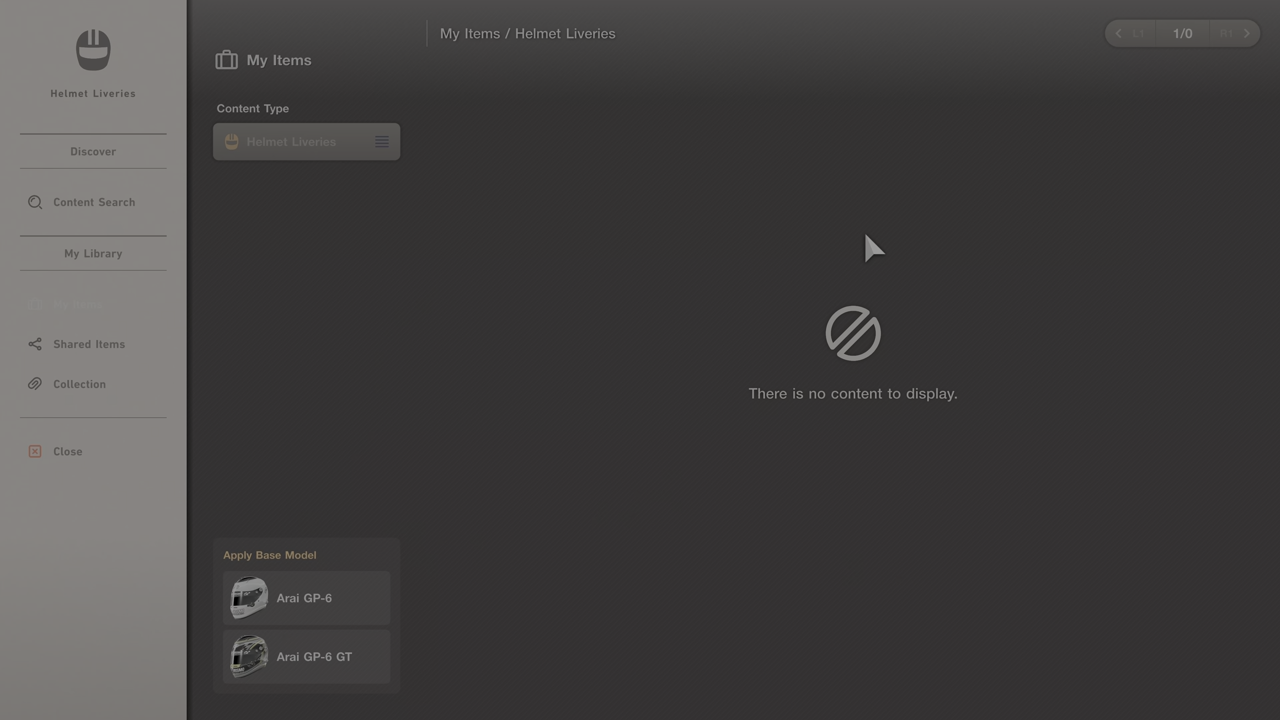 Helmet Liveries
Discover
Content Search
My Library
Shared Items
Collection
Close
My Items
Content Type
Helmet Liveries
Apply Base Model
Arai GP-6
Arai GP-6 GT
My Items / Helmet Liveries
L1 1/0 R1
There is no content to display.